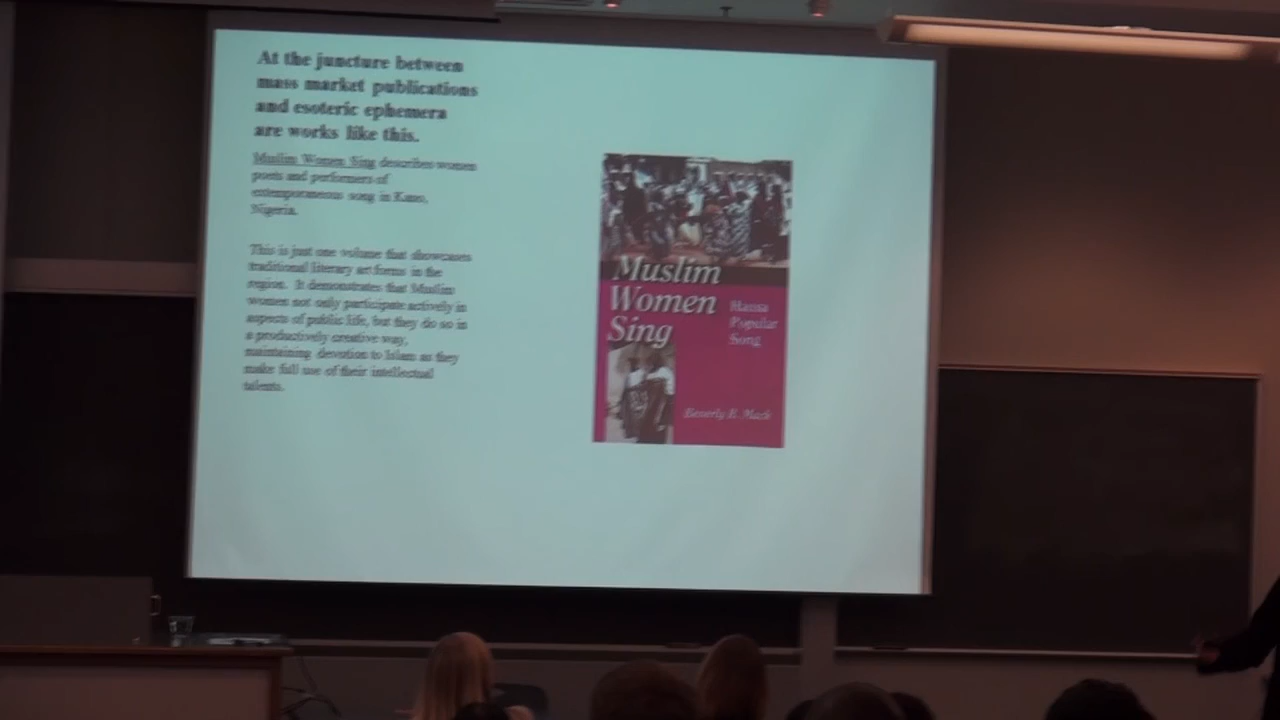 At the juncture between
mass market publications
and esoteric ephemera
are works like this.
Muslim Women Sing describes women
poets and performers of
extemporaneous song in Kano,
Nigeria.
This is just one volume that showcases
traditional literary art forms in the
region. It demonstrates that Muslim
women not only participate actively in
aspects of public life, but they do so in
a productively creative way,
maintaining devotion to Islam as they
make full use of their intellectual
talents.
Muslim
Women
Sing
Hausa
Popular
Song
Beverly B. Mack